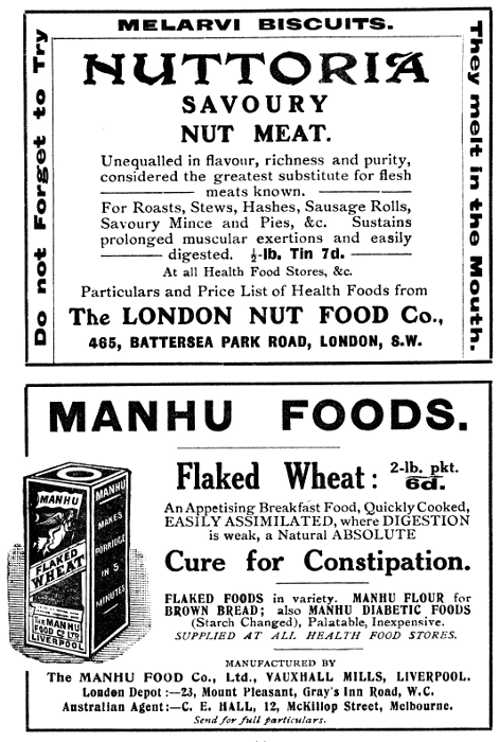 MELARVI BISCUITS.
Do not Forget to Try
They melt in the Mouth.
NUTTORIA
SAVOURY
NUT MEAT.
Unequalled in flavour, richness and purity,
considered the greatest substitute for flesh
meats known.
For Roasts, Stews, Hashes, Sausage Rolls,
Savoury Mince and Pies, &c. Sustains
prolonged muscular exertions and easily
digested. ½-lb. Tin 7d.
At all Health Food Stores, &c.
Particulars and Price List of Health Foods from
The LONDON NUT FOOD Co.,
465, BATTERSEA PARK ROAD, LONDON, S.W.
MANHU FOODS.
Flaked Wheat: 2-lb. pkt.
6d.
An Appetising Breakfast Food, Quickly Cooked,
EASILY ASSIMILATED, where DIGESTION
is weak, a Natural ABSOLUTE
Cure for Constipation.
MANHU
FLAKED
WHEAT
THE MANHU
FOOD Co LTD
LIVERPOOL
MANHU
MAKES
PORRIDGE
IN 5
MINUTES
FLAKED FOODS in variety. MANHU FLOUR for
BROWN BREAD; also MANHU DIABETIC FOODS
(Starch Changed), Palatable, Inexpensive.
SUPPLIED AT ALL HEALTH FOOD STORES.
MANUFACTURED BY
The MANHU FOOD Co., Ltd., VAUXHALL MILLS, LIVERPOOL.
London Depot:—23, Mount Pleasant, Gray's Inn Road, W.C.
Australian Agent:—C. E. HALL, 12, McKillop Street, Melbourne.
Send for full particulars.